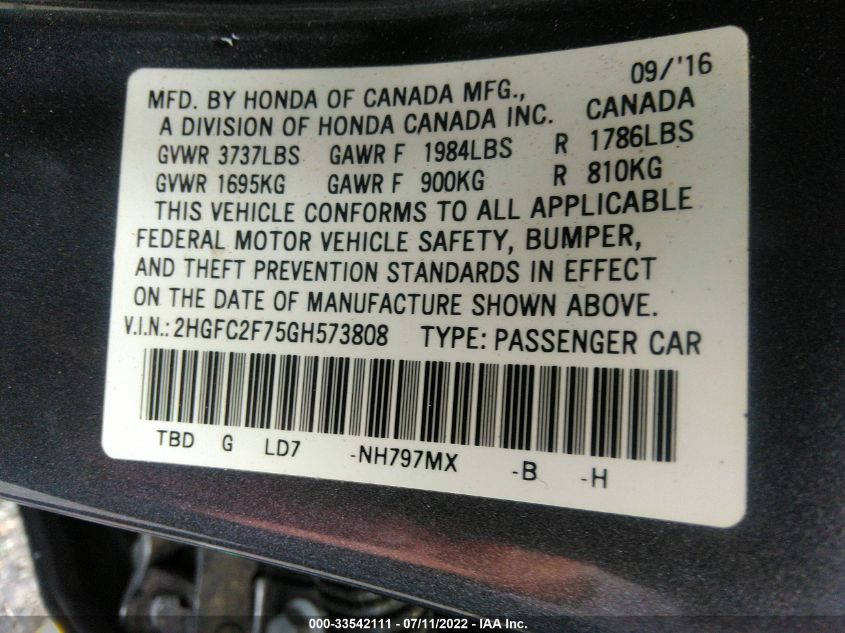 09/'16
MFD. BY HONDA OF CANADA MFG.,
A DIVISION OF HONDA CANADA INC. CANADA
GVWR 3737LBS GAWR F 1984LBS R 1786LBS
GVWR 1695KG GAWR F 900KG R 810KG
THIS VEHICLE CONFORMS TO ALL APPLICABLE
FEDERAL MOTOR VEHICLE SAFETY, BUMPER,
AND THEFT PREVENTION STANDARDS IN EFFECT
ON THE DATE OF MANUFACTURE SHOWN ABOVE.
V.I.N.: 2HGFC2F75GH573808 TYPE: PASSENGER CAR
TBD G LD7 -NH797MX -B -H
000-33542111 - 07/11/2022 - IAA Inc.